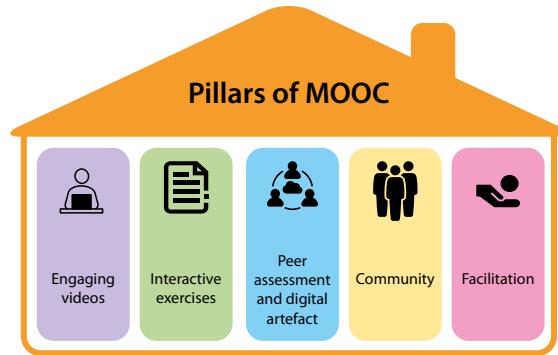 Pillars of MOOC
Engaging
videos
Interactive
exercises
Peer
assessment
and digital
artefact
Community
Facilitation